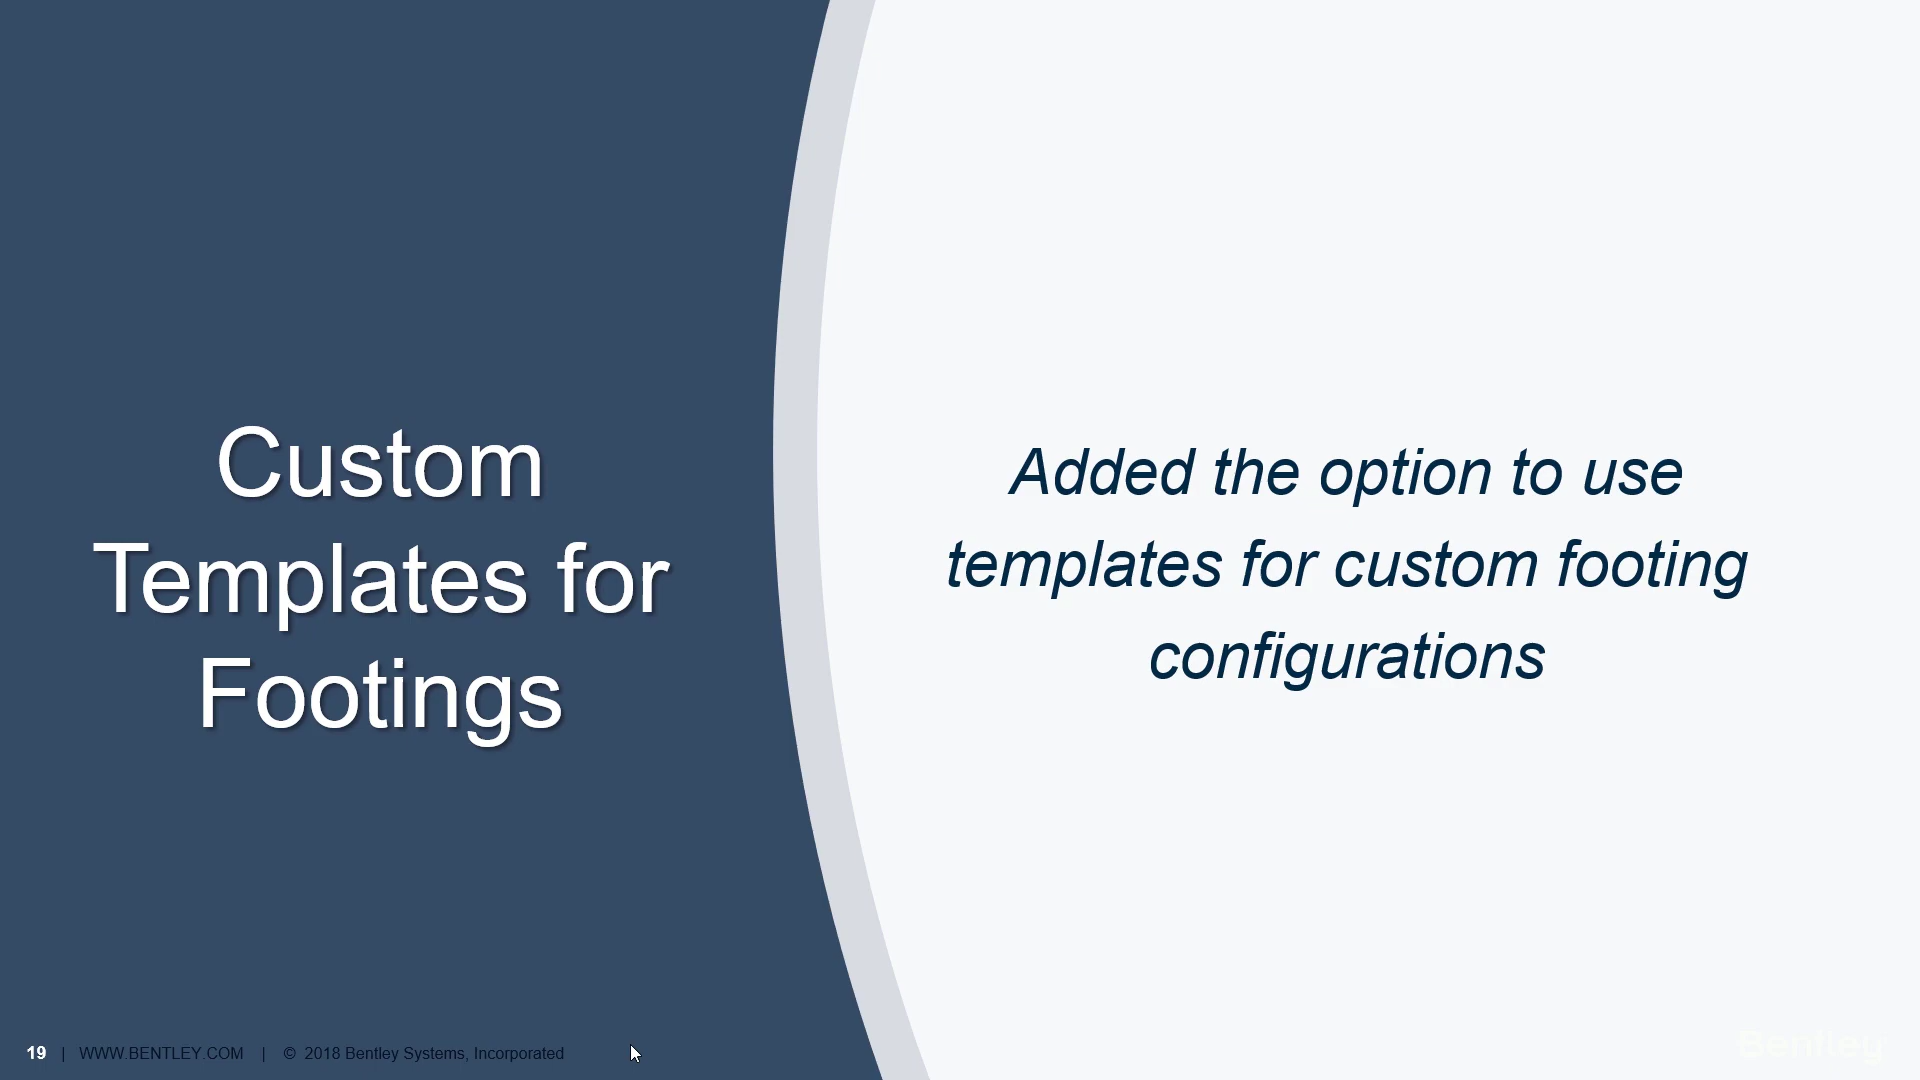 Custom
Templates for
Footings
Added the option to use
templates for custom footing
configurations
19 | WWW.BENTLEY.COM | © 2018 Bentley Systems, Incorporated
Bentley